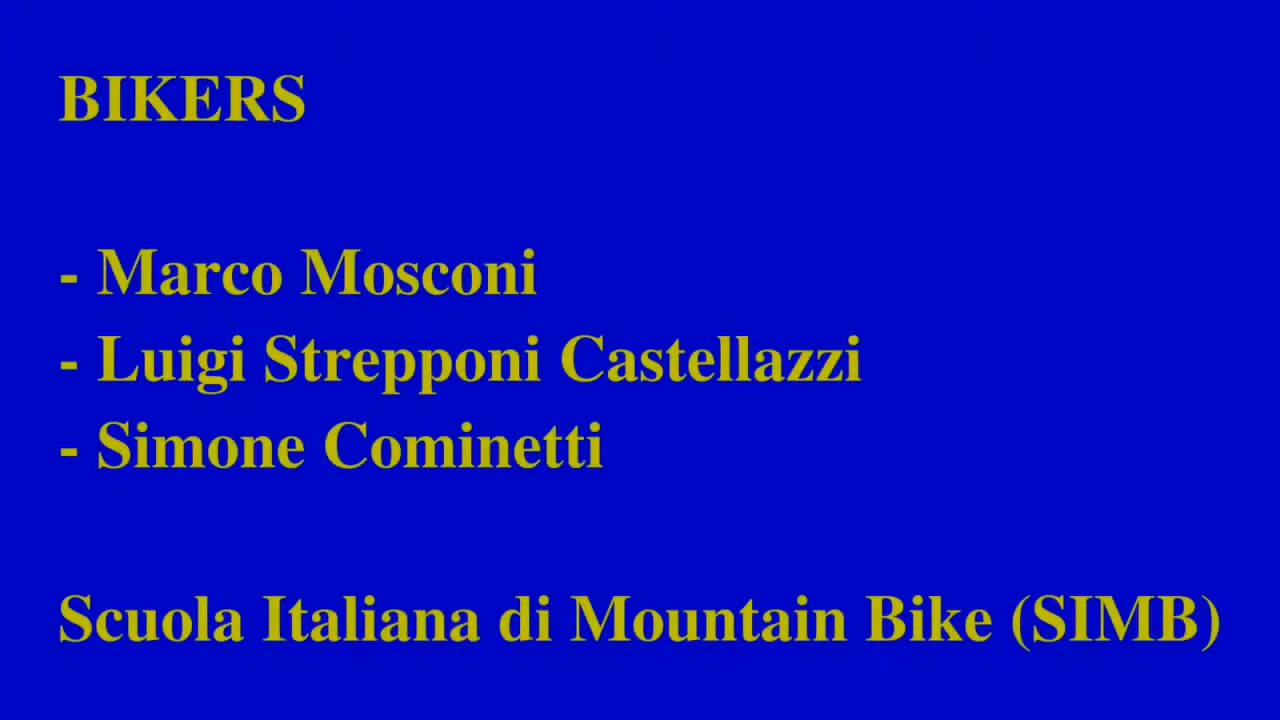 BIKERS
- Marco Mosconi
- Luigi Strepponi Castellazzi
- Simone Cominetti
Scuola Italiana di Mountain Bike (SIMB)